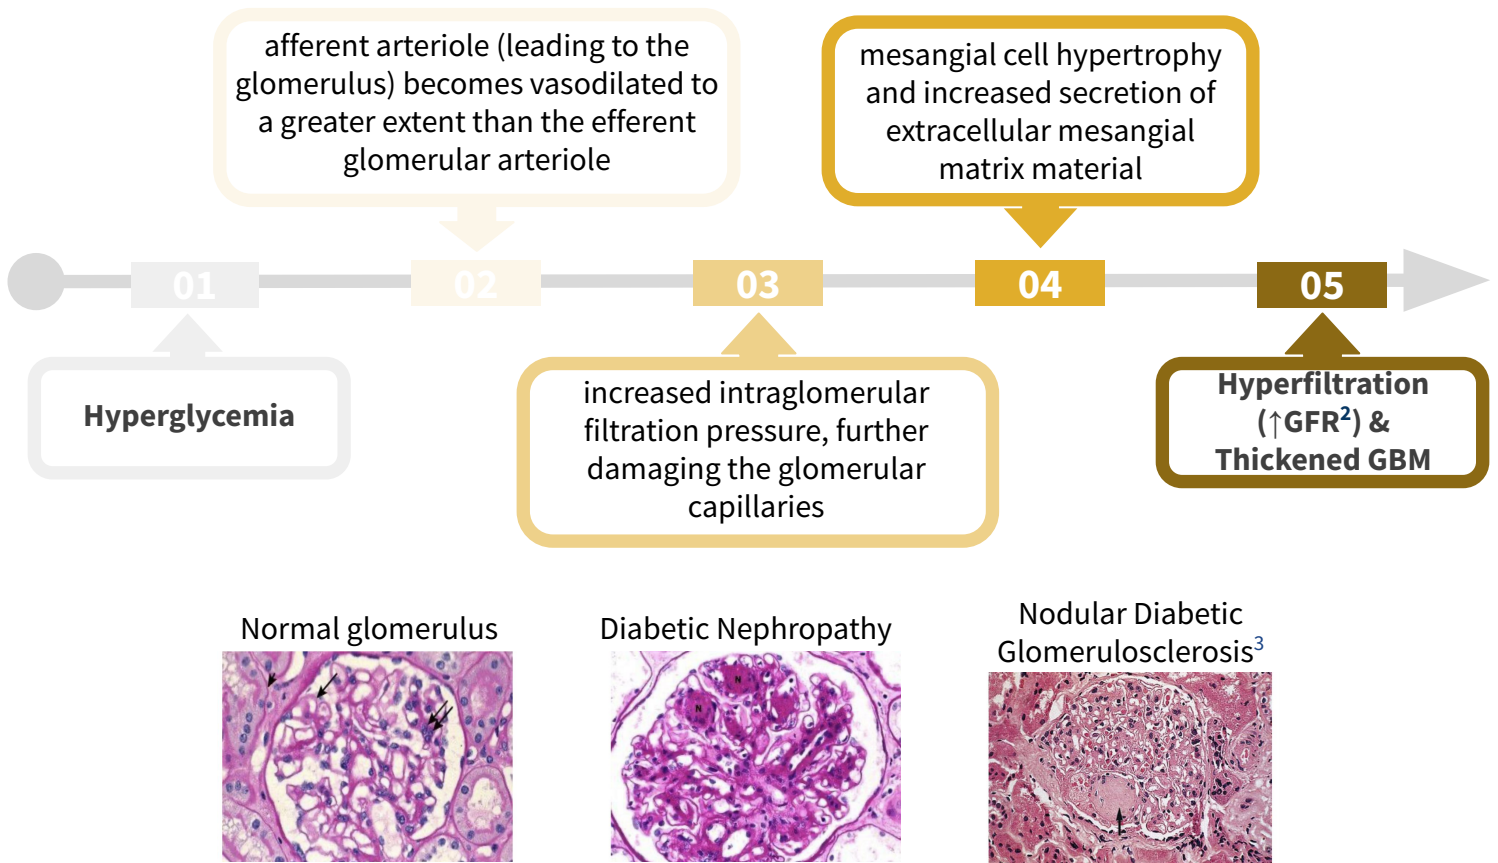 afferent arteriole (leading to the
glomerulus) becomes vasodilated to
a greater extent than the efferent
glomerular arteriole
mesangial cell hypertrophy
and increased secretion of
extracellular mesangial
matrix material
01
02
03
04
05
Hyperglycemia
increased intraglomerular
filtration pressure, further
damaging the glomerular
capillaries
Hyperfiltration
(↑GFR²) &
Thickened GBM
Normal glomerulus
Diabetic Nephropathy
Nodular Diabetic
Glomerulosclerosis³
N
N